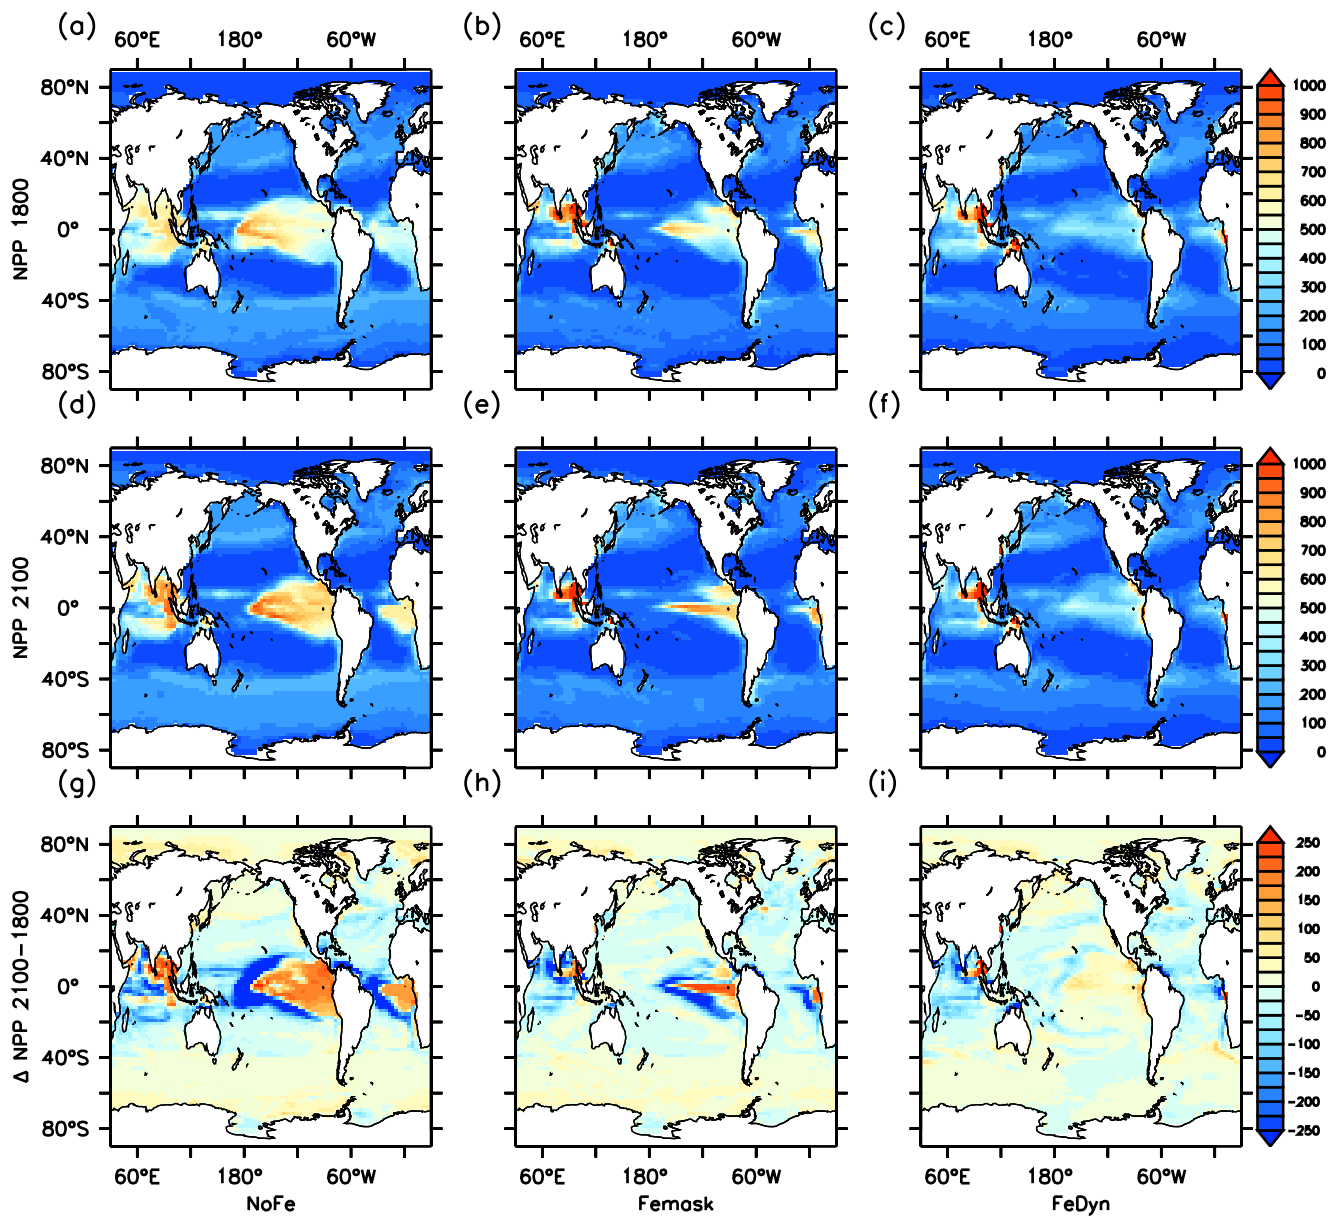 (a) (b) (c)
60°E 180° 60°W 60°E 180° 60°W 60°E 180° 60°W
80°N
40°N
0°
40°S
80°S
NPP 1800
1000
900
800
700
600
500
400
300
200
100
0
(d) (e) (f)
80°N
40°N
0°
40°S
80°S
NPP 2100
1000
900
800
700
600
500
400
300
200
100
0
(g) (h) (i)
80°N
40°N
0°
40°S
80°S
Δ NPP 2100-1800
250
200
150
100
50
0
-50
-100
-150
-200
-250
60°E 180° 60°W 60°E 180° 60°W 60°E 180° 60°W
NoFe Femask FeDyn